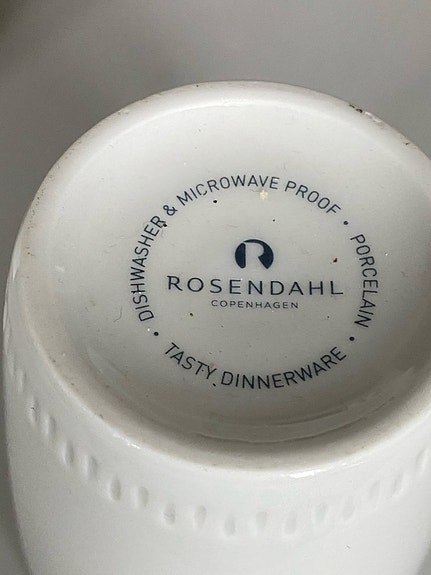 DISHWASHER & MICROWAVE PROOF • PORCELAIN •
R
ROSENDAHL
COPENHAGEN
TASTY DINNERWARE •